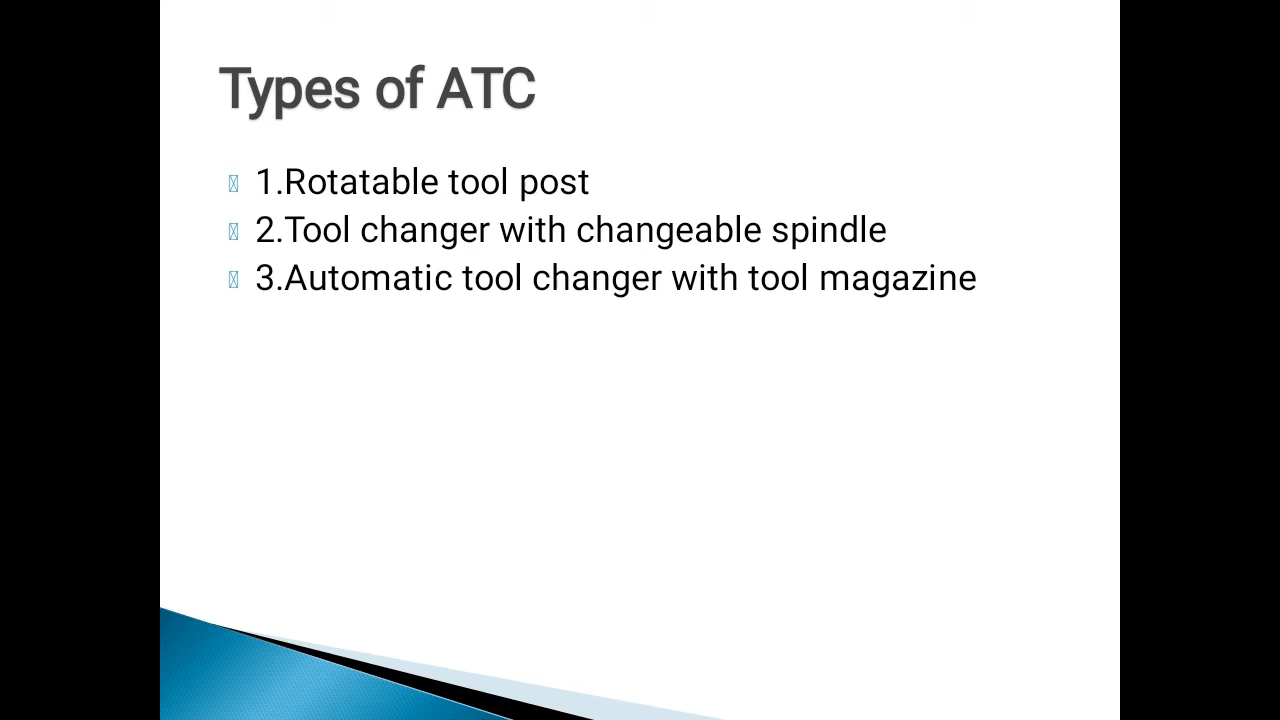 Types of ATC
1.Rotatable tool post
2.Tool changer with changeable spindle
3.Automatic tool changer with tool magazine